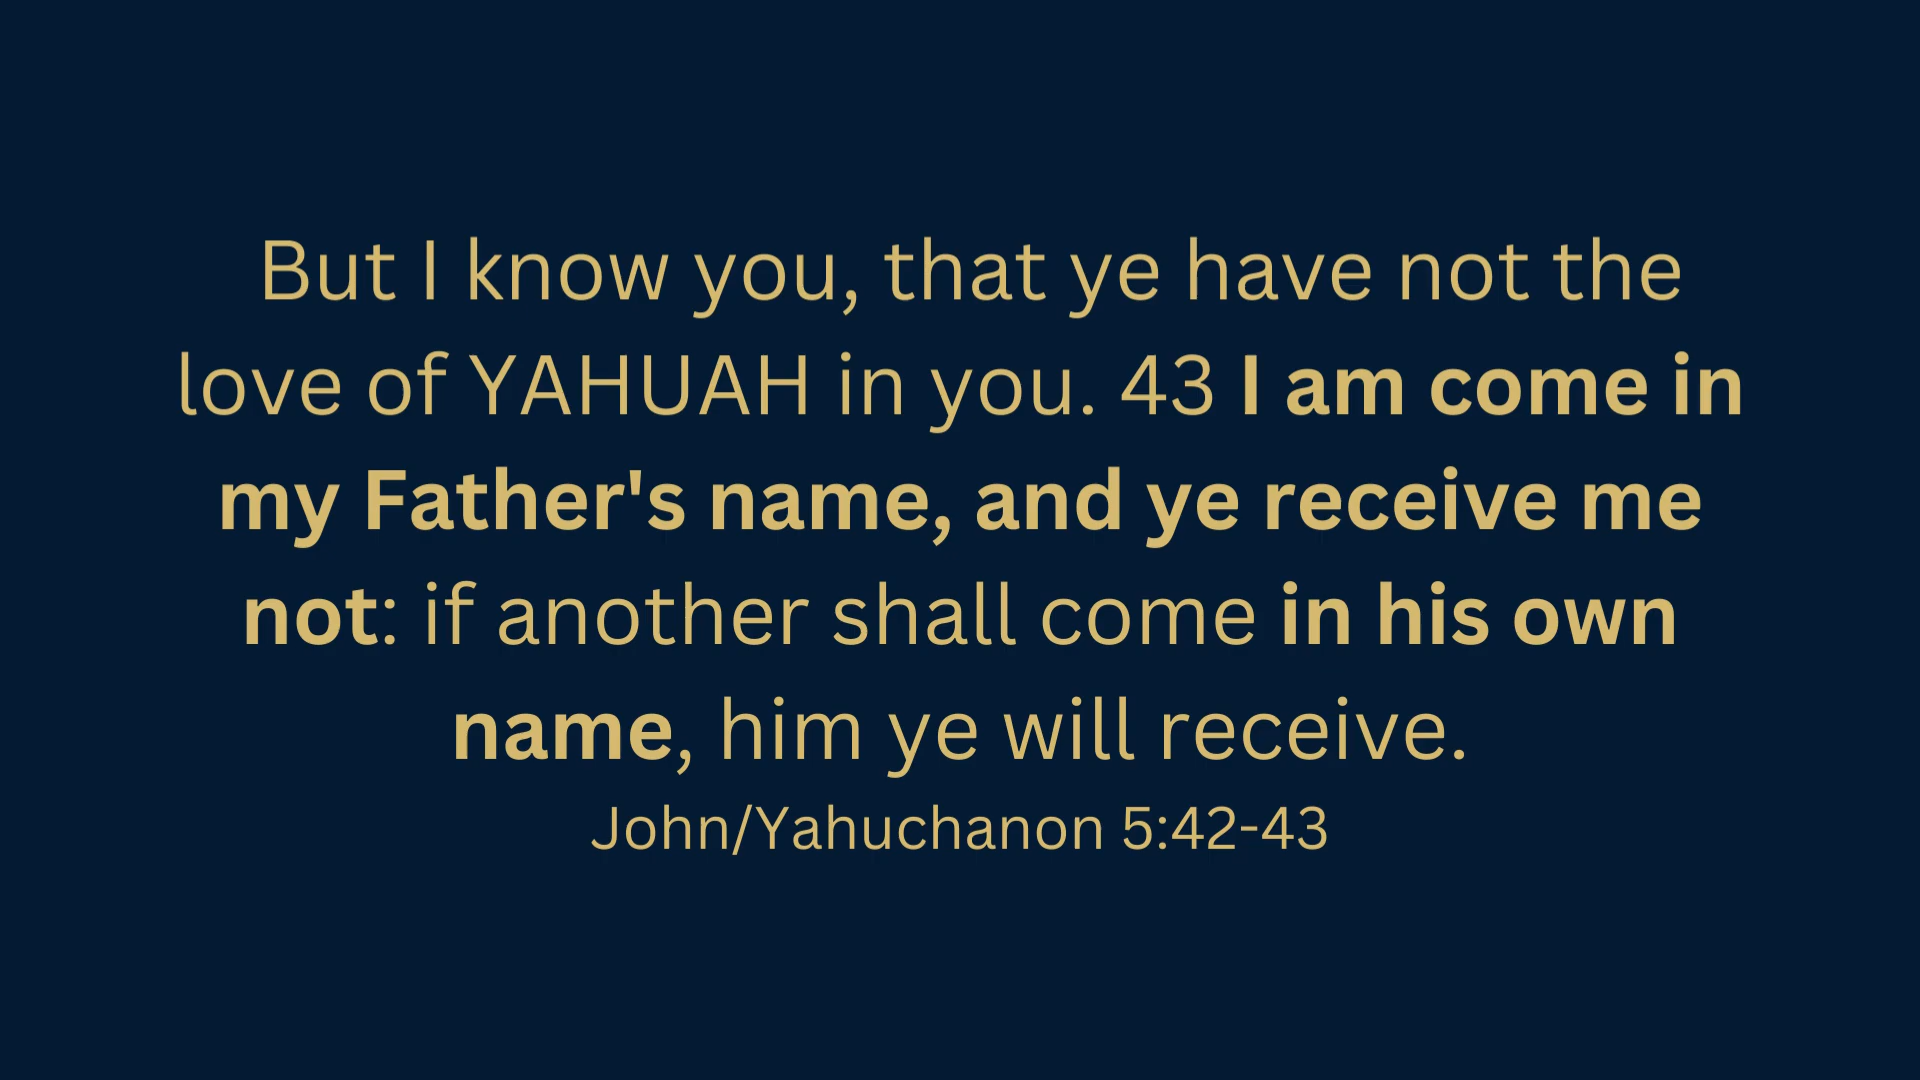 But I know you, that ye have not the
love of YAHUAH in you. 43 I am come in
my Father's name, and ye receive me
not: if another shall come in his own
name, him ye will receive.
John/Yahuchanon 5:42-43